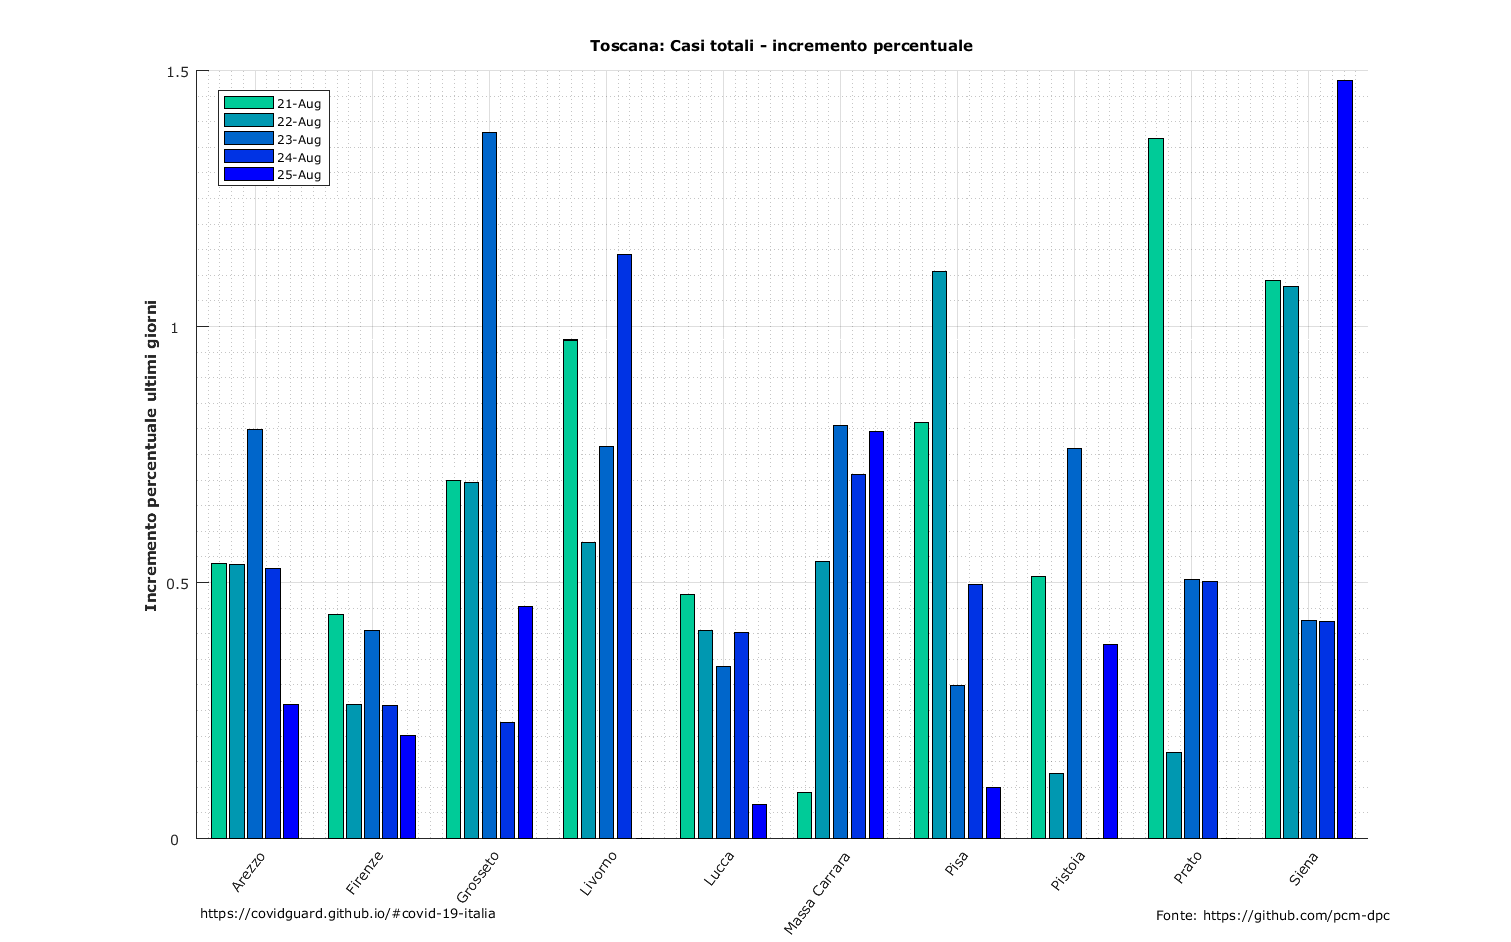 Toscana: Casi totali - incremento percentuale
1.5
1
0.5
0
Incremento percentuale ultimi giorni
21-Aug
22-Aug
23-Aug
24-Aug
25-Aug
Arezzo
Firenze
Grosseto
Livorno
Lucca
Massa Carrara
Pisa
Pistoia
Prato
Siena
https://covidguard.github.io/#covid-19-italia
Fonte: https://github.com/pcm-dpc